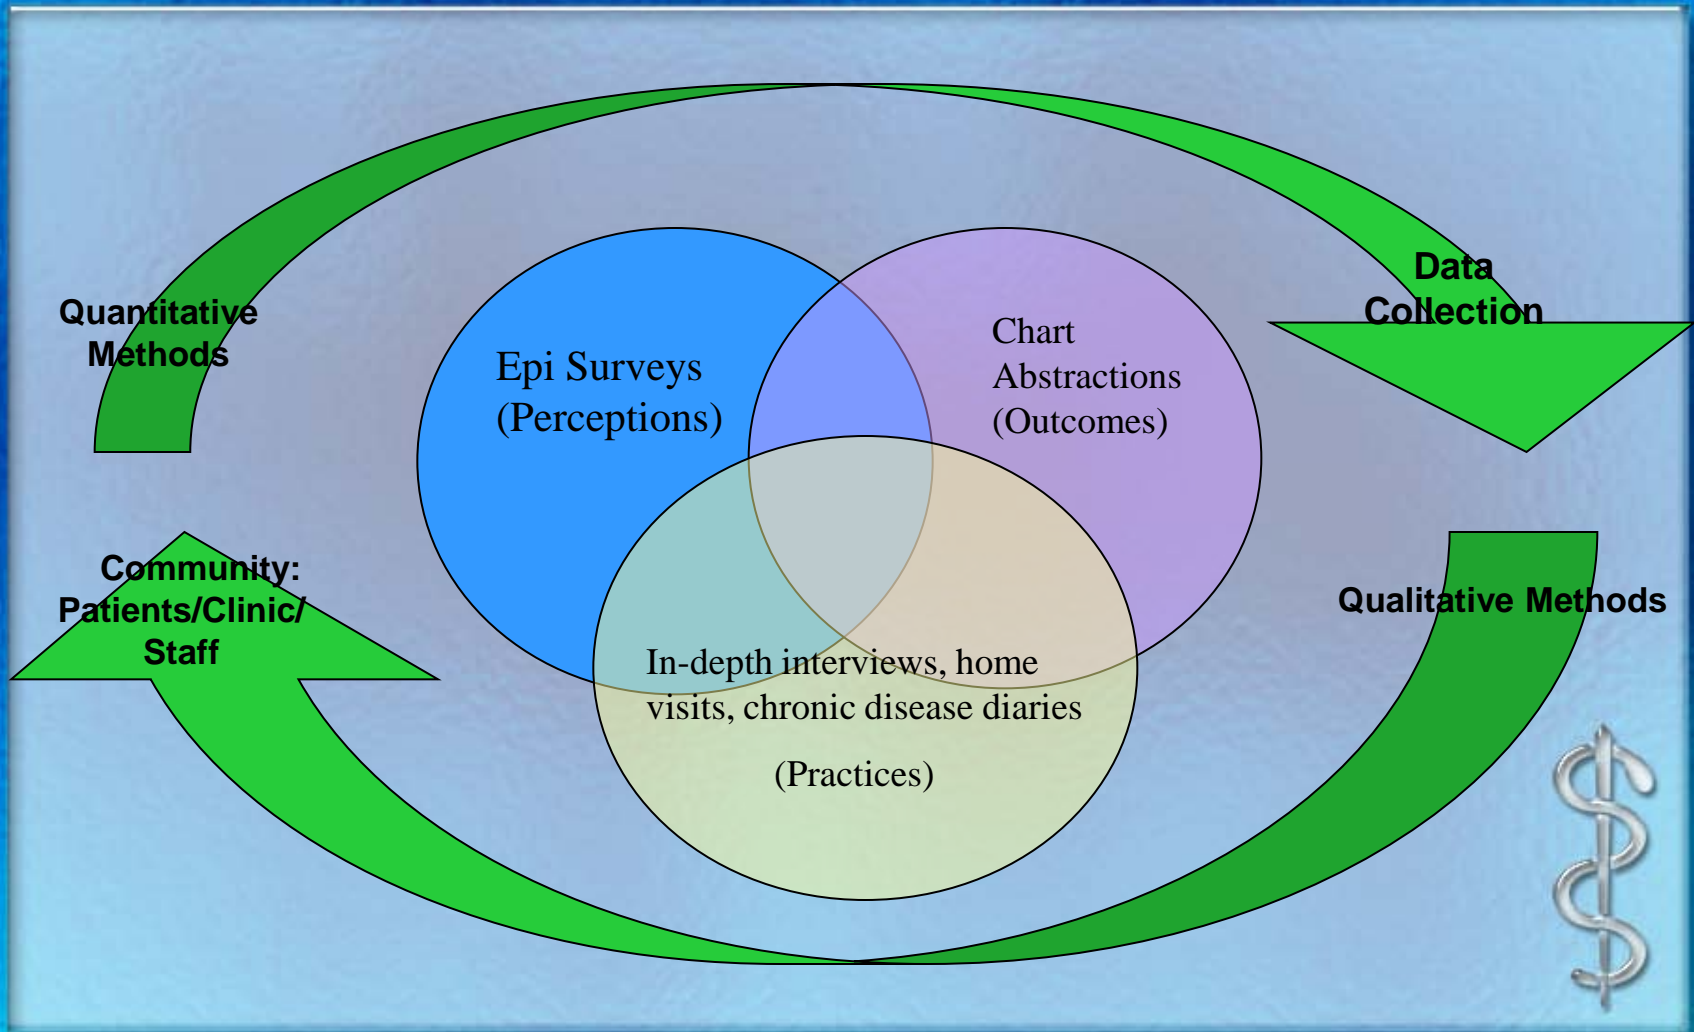 Quantitative
Methods
Data
Collection
Epi Surveys
(Perceptions)
Chart
Abstractions
(Outcomes)
Community:
Patients/Clinic/
Staff
Qualitative Methods
In-depth interviews, home
visits, chronic disease diaries
(Practices)